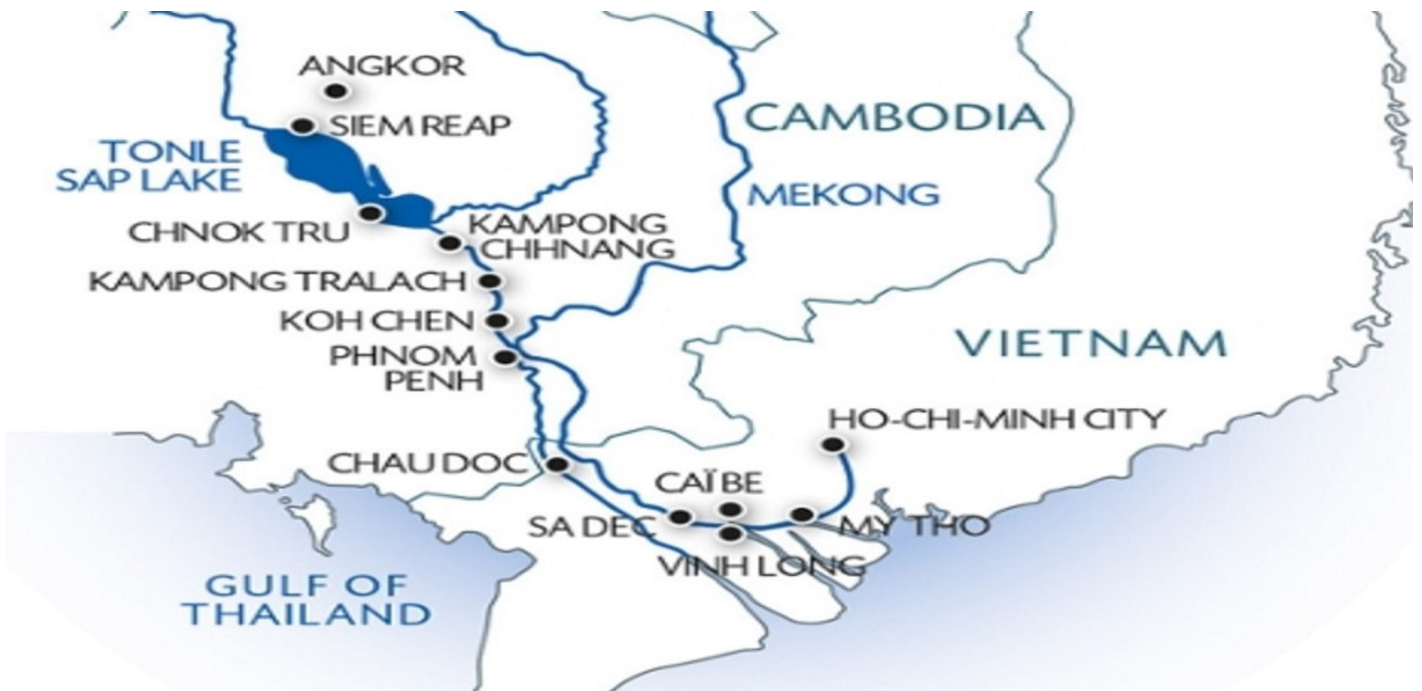 ANGKOR
SIEM REAP
TONLE
SAP LAKE
CAMBODIA
MEKONG
CHNOK TRU
KAMPONG
CHHNANG
KAMPONG TRALACH
KOH CHEN
PHNOM
PENH
VIETNAM
HO-CHI-MINH CITY
CHAU DOC
CAÏ BE
SA DEC
MY THO
VINH LONG
GULF OF
THAILAND